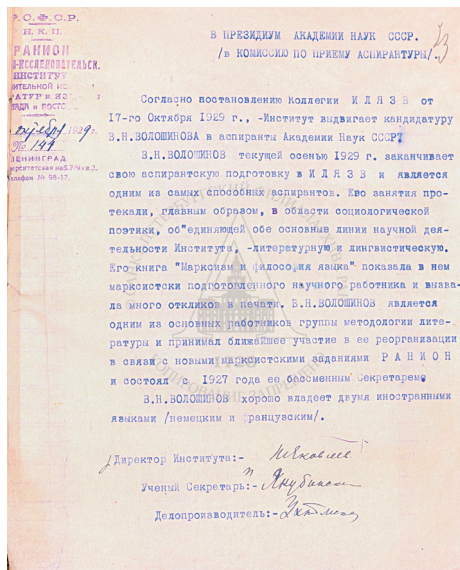 Р.С.Ф.С.Р.
Н.К.П.
РАНИОН
ИНСТИТУТ
ЛЕНИНГРАД
В ПРЕЗИДИУМ АКАДЕМИИ НАУК СССР.
/в КОМИССИЮ ПО ПРИЕМУ АСПИРАНТУРЫ/
Согласно постановлению Коллегии И Л Я З В от
17-го Октября 1929 г., -Институт выдвигает кандидатуру
В.Н.ВОЛОШИНОВА в аспиранты Академии Наук СССР.
В.Н.ВОЛОШИНОВ текущей осенью 1929 г. заканчивает
свою аспирантскую подготовку в И Л Я З В и является
одним из самых способных аспирантов. Его занятия про-
текали, главным образом, в области социологической
поэтики, об"единяющей обе основные линии научной дея-
тельности Института, -литературную и лингвистическую.
Его книга "Марксизм и философия языка" показала в нем
марксистски подготовленного научного работника и вызва-
ла много откликов в печати. В.Н.ВОЛОШИНОВ является
одним из основных работников группы методологии лите-
ратуры и принимал ближайшее участие в ее реорганизации
в связи с новыми марксистскими заданиями Р А Н И О Н
и состоял с 1927 года ее бессменным Секретарем.
В.Н.ВОЛОШИНОВ хорошо владеет двумя иностранными
языками /немецким и французским/.
Директор Института:-
Ученый Секретарь:- Якубинский
Делопроизводитель:-